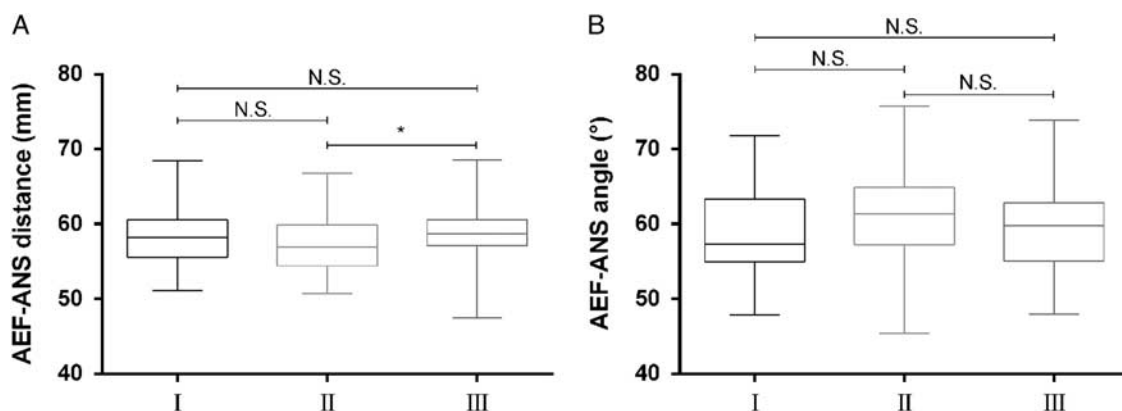 A
AEF-ANS distance (mm)
80
70
60
50
40
N.S.
N.S.
*
I
II
III
B
AEF-ANS angle (°)
80
70
60
50
40
N.S.
N.S.
N.S.
I
II
III